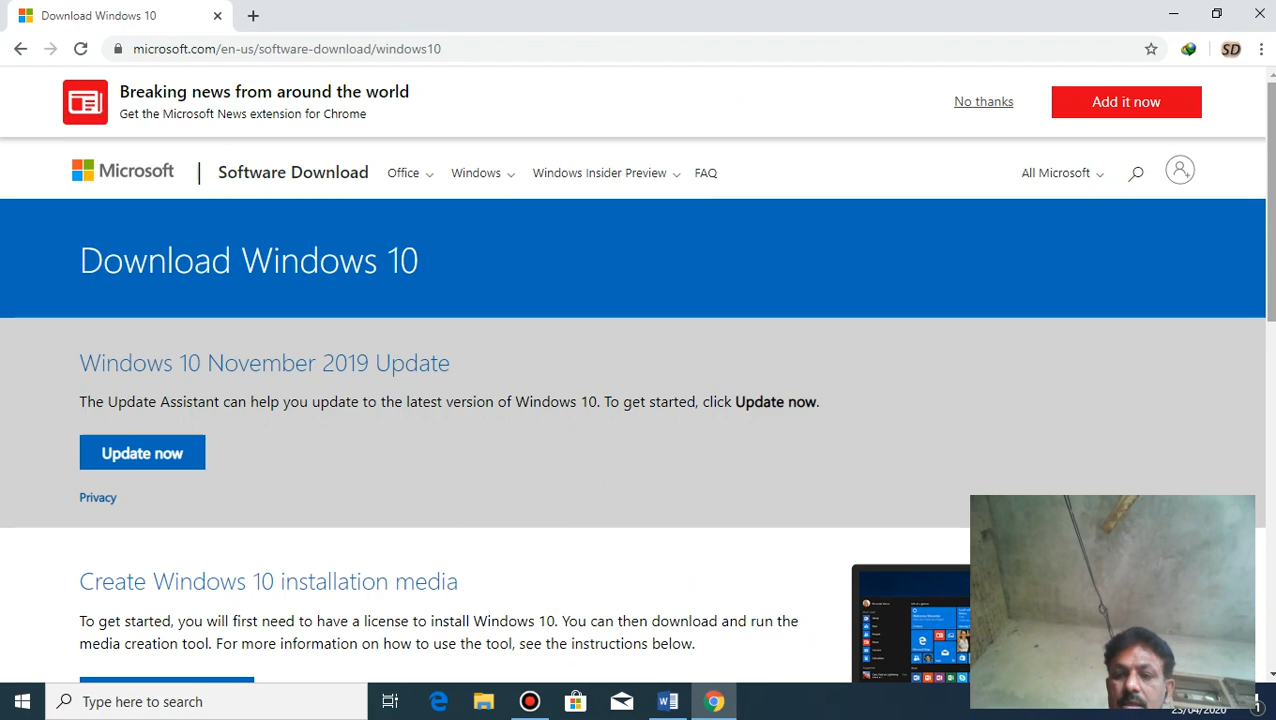 Download Windows 10
microsoft.com/en-us/software-download/windows10
SD
Breaking news from around the world
Get the Microsoft News extension for Chrome
No thanks
Add it now
Microsoft
Software Download
Office
Windows
Windows Insider Preview
FAQ
All Microsoft
Download Windows 10
Windows 10 November 2019 Update
The Update Assistant can help you update to the latest version of Windows 10. To get started, click Update now.
Update now
Privacy
Create Windows 10 installation media
To get started, you will first need to have a license to install Windows 10. You can then download and run the
media creation tool. For more information on how to use the tool, see the instructions below.
Type here to search
23/04/2020